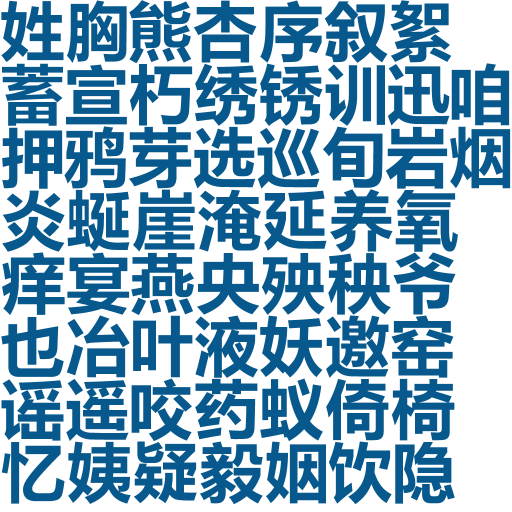 姓胸熊杏序叙絮
蓄宣朽绣锈训迅咱
押鸦芽选巡旬岩烟
炎蜒崖淹延养氧
痒宴燕央殃秧爷
也冶叶液妖邀窑
谣遥咬药蚁倚椅
忆姨疑毅姻饮隐